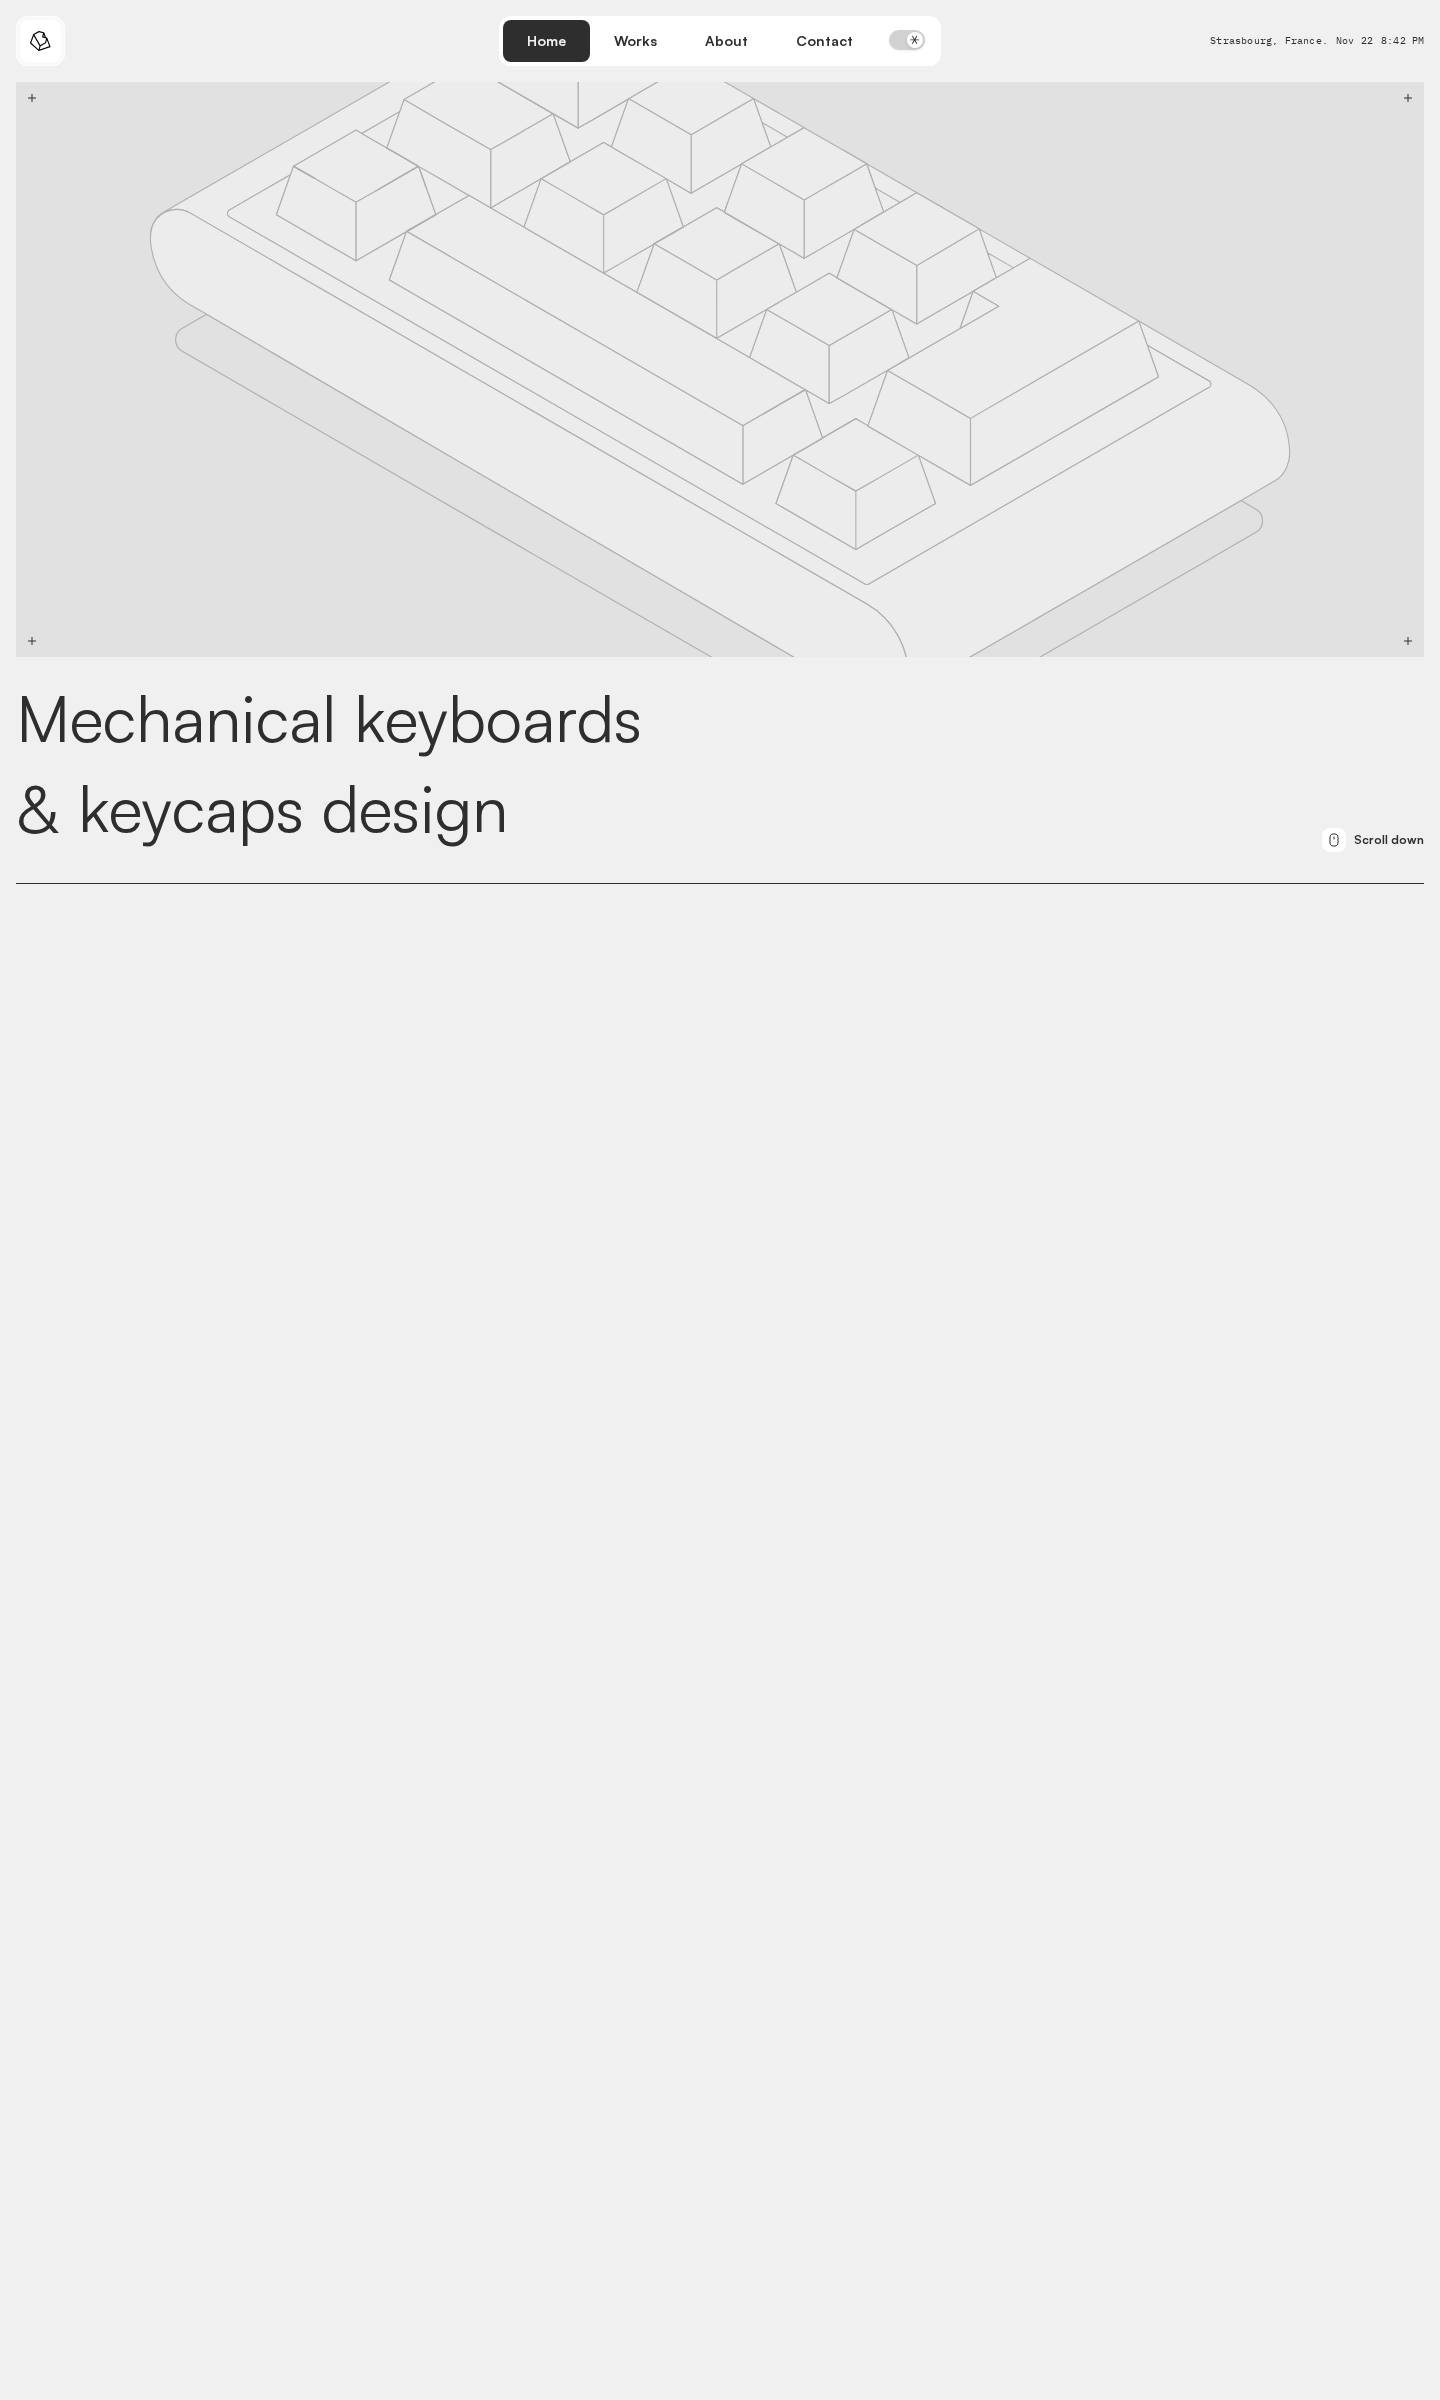 Home
Works
About
Contact
Strasbourg, France. Nov 22 8:42 PM
Mechanical keyboards
& keycaps design
Scroll down